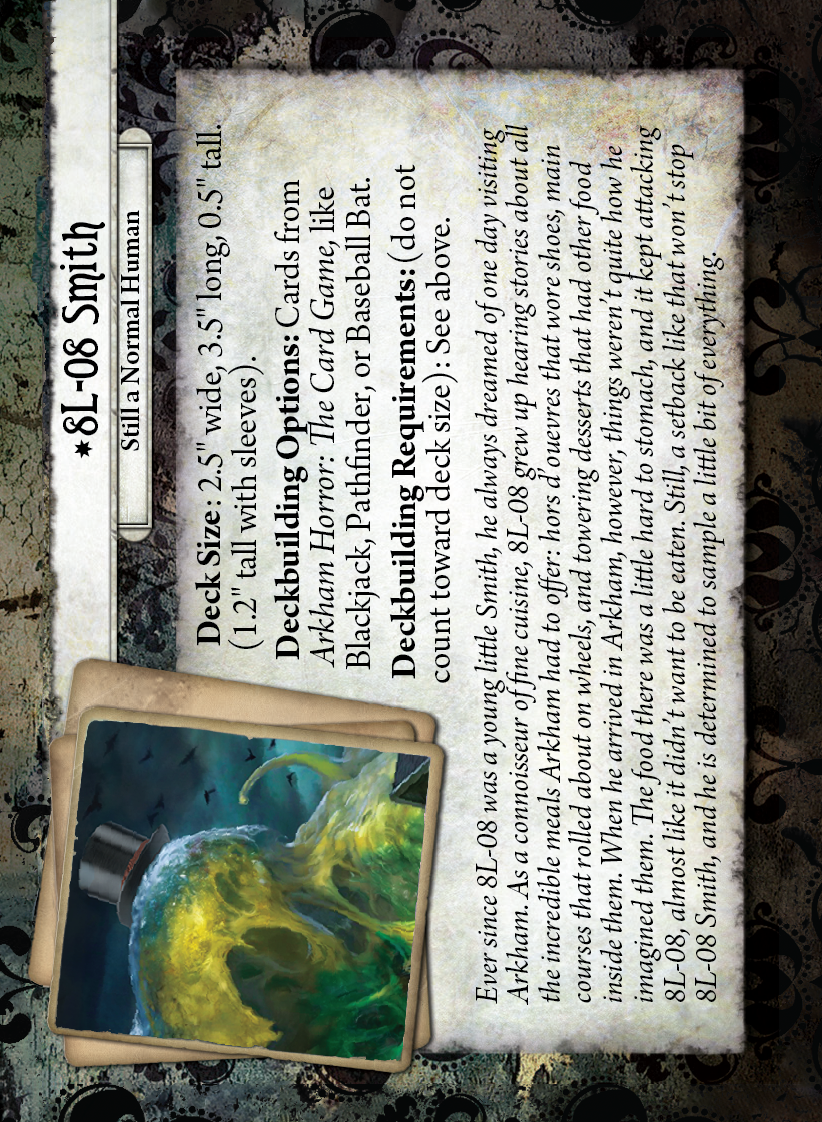 *8L-08 Smith
Still a Normal Human
Deck Size : 2.5" wide, 3.5" long, 0.5" tall.
(1.2" tall with sleeves).
Deckbuilding Options: Cards from
Arkham Horror: The Card Game, like
Blackjack, Pathfinder, or Baseball Bat.
Deckbuilding Requirements: (do not
count toward deck size): See above.
Ever since 8L-08 was a young little Smith, he always dreamed of one day visiting
Arkham. As a connoisseur of fine cuisine, 8L-08 grew up hearing stories about all
the incredible meals Arkham had to offer: hors d'ouevres that wore shoes, main
courses that rolled about on wheels, and towering desserts that had other food
inside them. When he arrived in Arkham, however, things weren't quite how he
imagined them. The food there was a little hard to stomach, and it kept attacking
8L-08, almost like it didn't want to be eaten. Still, a setback like that won't stop
8L-08 Smith, and he is determined to sample a little bit of everything.